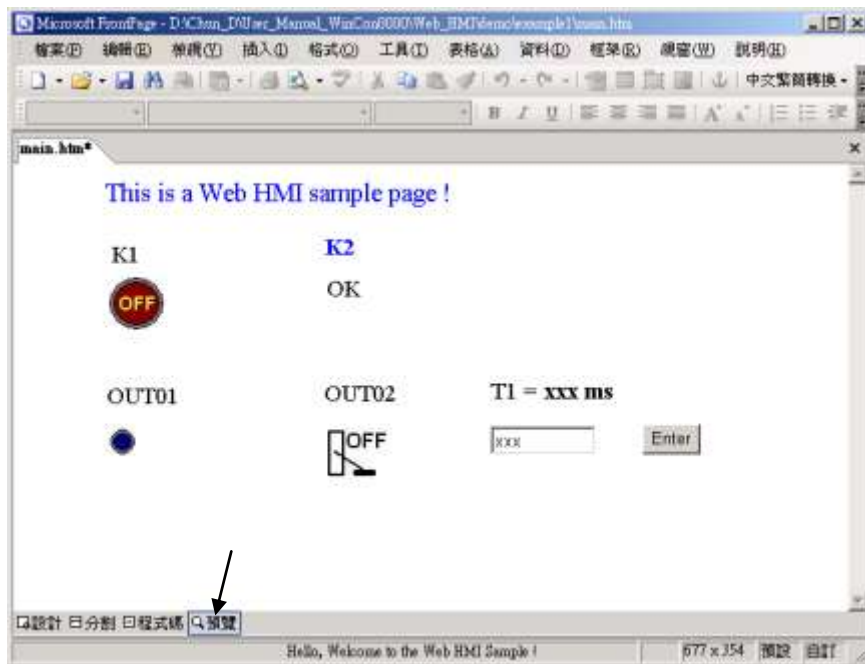 Microsoft FrontPage - D:\Chun_D\User_Manual_WinCon8000\Web_HMI\demo\example1\main.htm
檔案(F) 編輯(E) 檢視(V) 插入(I) 格式(O) 工具(T) 表格(A) 資料(D) 框架(R) 視窗(W) 說明(H)
中文繁簡轉換
B I U A A
main.htm*
This is a Web HMI sample page !
K1 K2
OFF OK
OUT01 OUT02 T1 = xxx ms
OFF xxx Enter
設計 分割 程式碼 預覽
Hello, Welcome to the Web HMI Sample ! 677 x 354 預設 自訂